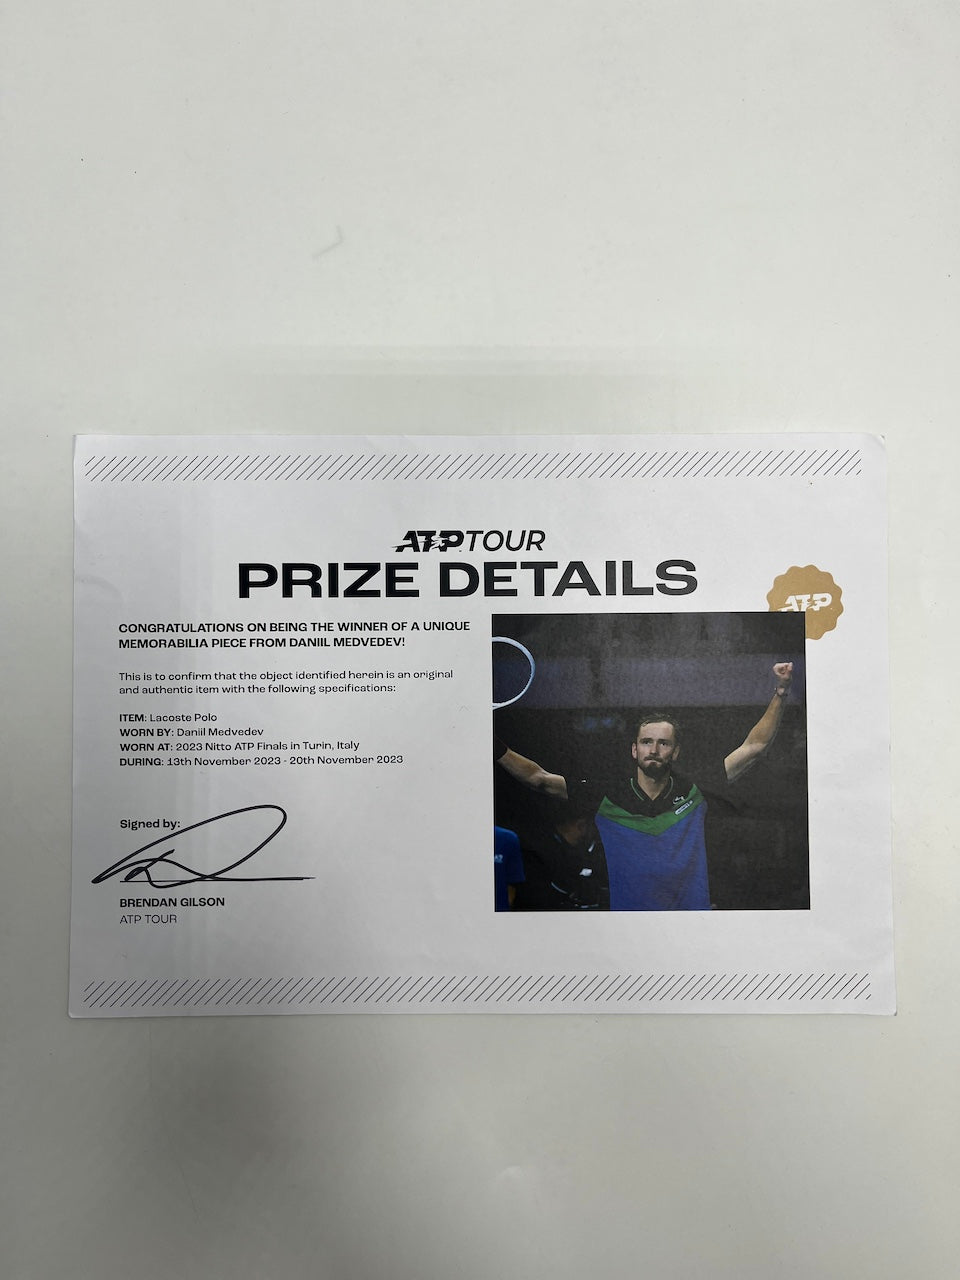 ATP TOUR
PRIZE DETAILS
ATP
CONGRATULATIONS ON BEING THE WINNER OF A UNIQUE
MEMORABILIA PIECE FROM DANIIL MEDVEDEV!
This is to confirm that the object identified herein is an original
and authentic item with the following specifications:
ITEM: Lacoste Polo
WORN BY: Daniil Medvedev
WORN AT: 2023 Nitto ATP Finals in Turin, Italy
DURING: 13th November 2023 - 20th November 2023
Signed by:
BRENDAN GILSON
ATP TOUR